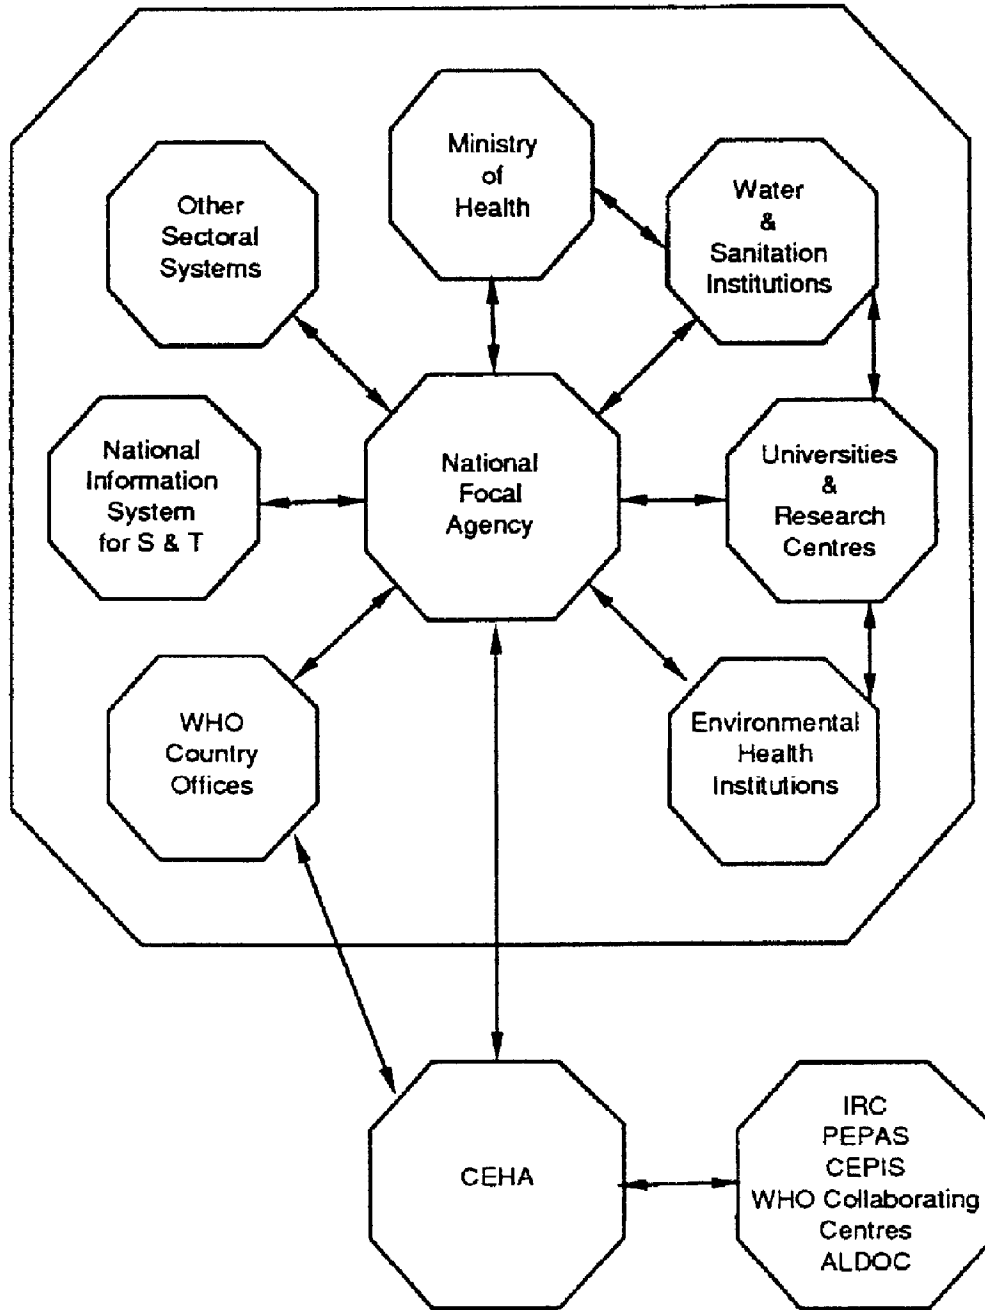 Ministry
of
Health
Other
Sectoral
Systems
Water
&
Sanitation
Institutions
National
Information
System
for S & T
National
Focal
Agency
Universities
&
Research
Centres
WHO
Country
Offices
Environmental
Health
Institutions
CEHA
IRC
PEPAS
CEPIS
WHO Collaborating
Centres
ALDOC